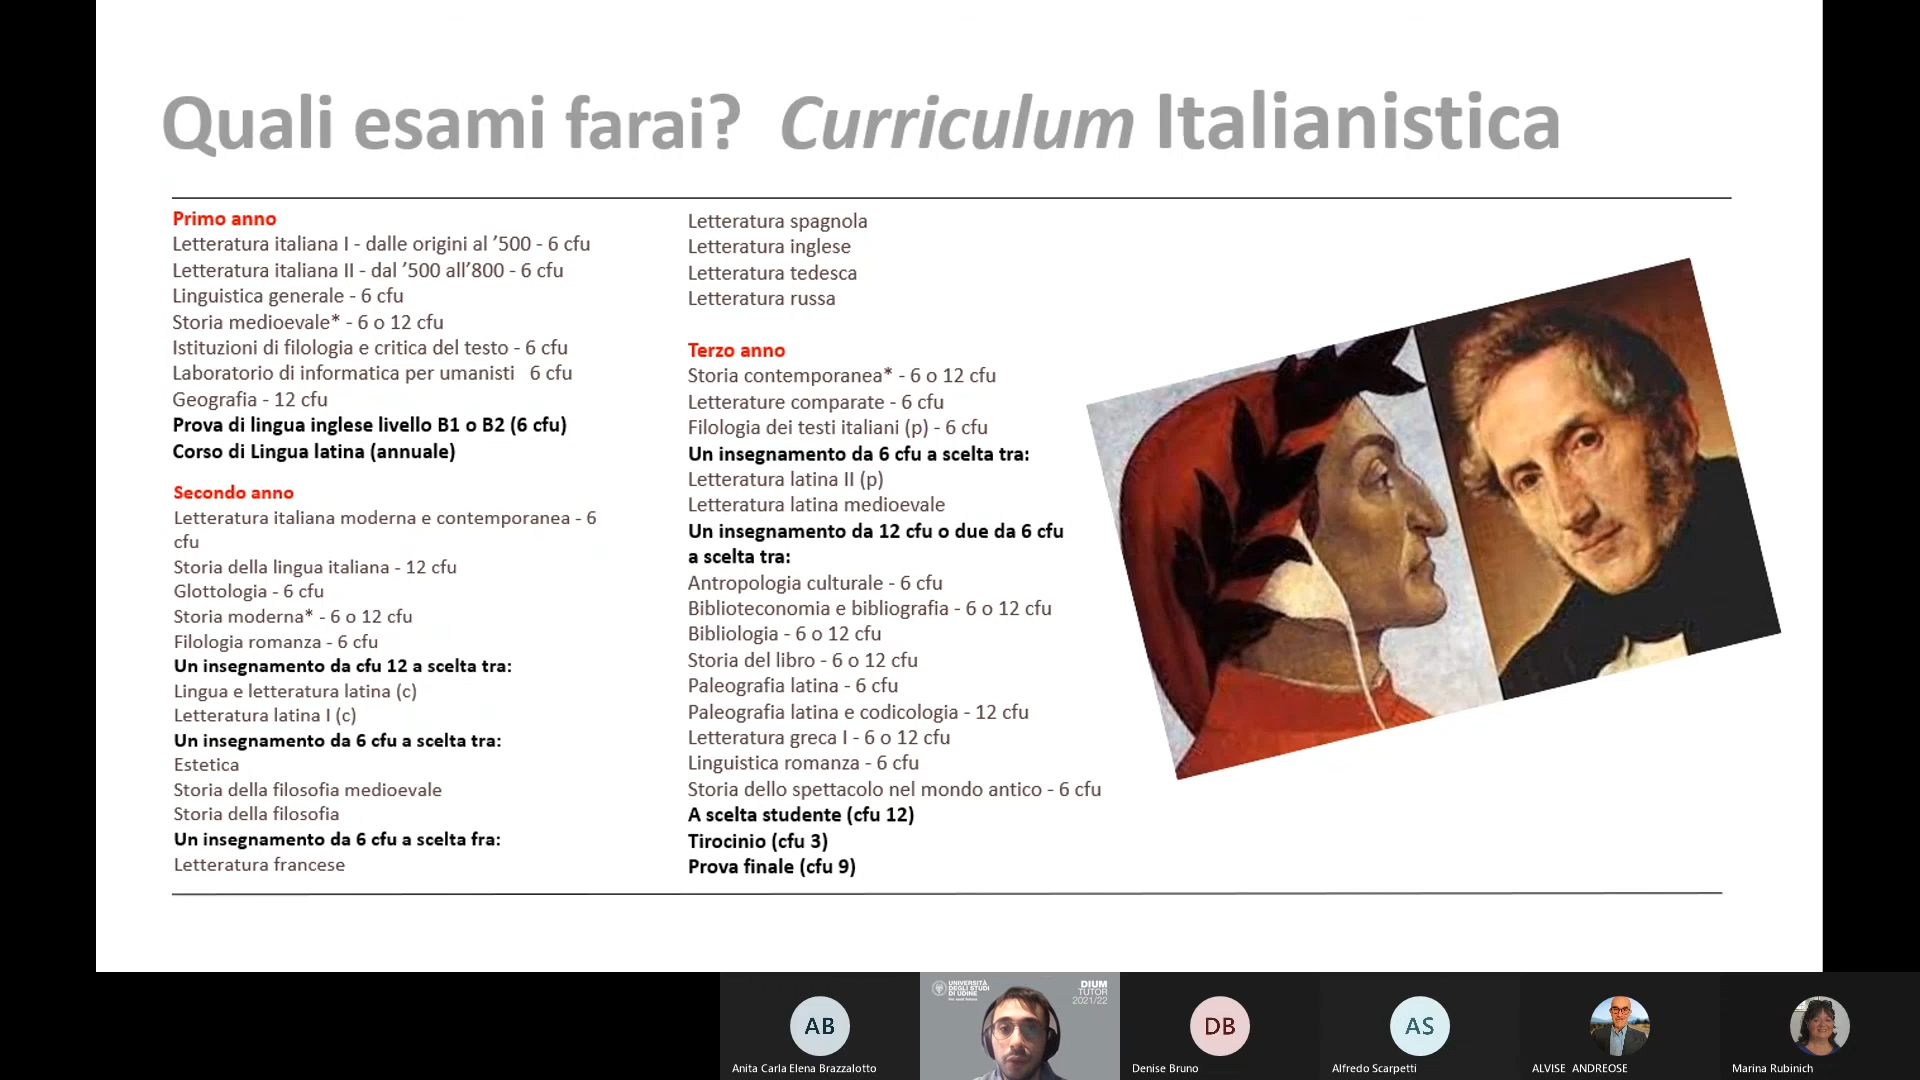 Quali esami farai? Curriculum Italianistica
Primo anno
Letteratura italiana I - dalle origini al ’500 - 6 cfu
Letteratura italiana II - dal ’500 all’800 - 6 cfu
Linguistica generale - 6 cfu
Storia medioevale* - 6 o 12 cfu
Istituzioni di filologia e critica del testo - 6 cfu
Laboratorio di informatica per umanisti 6 cfu
Geografia - 12 cfu
Prova di lingua inglese livello B1 o B2 (6 cfu)
Corso di Lingua latina (annuale)
Secondo anno
Letteratura italiana moderna e contemporanea - 6
cfu
Storia della lingua italiana - 12 cfu
Glottologia - 6 cfu
Storia moderna* - 6 o 12 cfu
Filologia romanza - 6 cfu
Un insegnamento da cfu 12 a scelta tra:
Lingua e letteratura latina (c)
Letteratura latina I (c)
Un insegnamento da 6 cfu a scelta tra:
Estetica
Storia della filosofia medioevale
Storia della filosofia
Un insegnamento da 6 cfu a scelta fra:
Letteratura francese
Letteratura spagnola
Letteratura inglese
Letteratura tedesca
Letteratura russa
Terzo anno
Storia contemporanea* - 6 o 12 cfu
Letterature comparate - 6 cfu
Filologia dei testi italiani (p) - 6 cfu
Un insegnamento da 6 cfu a scelta tra:
Letteratura latina II (p)
Letteratura latina medioevale
Un insegnamento da 12 cfu o due da 6 cfu
a scelta tra:
Antropologia culturale - 6 cfu
Biblioteconomia e bibliografia - 6 o 12 cfu
Bibliologia - 6 o 12 cfu
Storia del libro - 6 o 12 cfu
Paleografia latina - 6 cfu
Paleografia latina e codicologia - 12 cfu
Letteratura greca I - 6 o 12 cfu
Linguistica romanza - 6 cfu
Storia dello spettacolo nel mondo antico - 6 cfu
A scelta studente (cfu 12)
Tirocinio (cfu 3)
Prova finale (cfu 9)
AB
Anita Carla Elena Brazzalotto
UNIVERSITÀ
DEGLI STUDI
DI UDINE
DIUM
TUTOR
2021/22
DB
Denise Bruno
AS
Alfredo Scarpetti
ALVISE ANDREOSE
Marina Rubinich